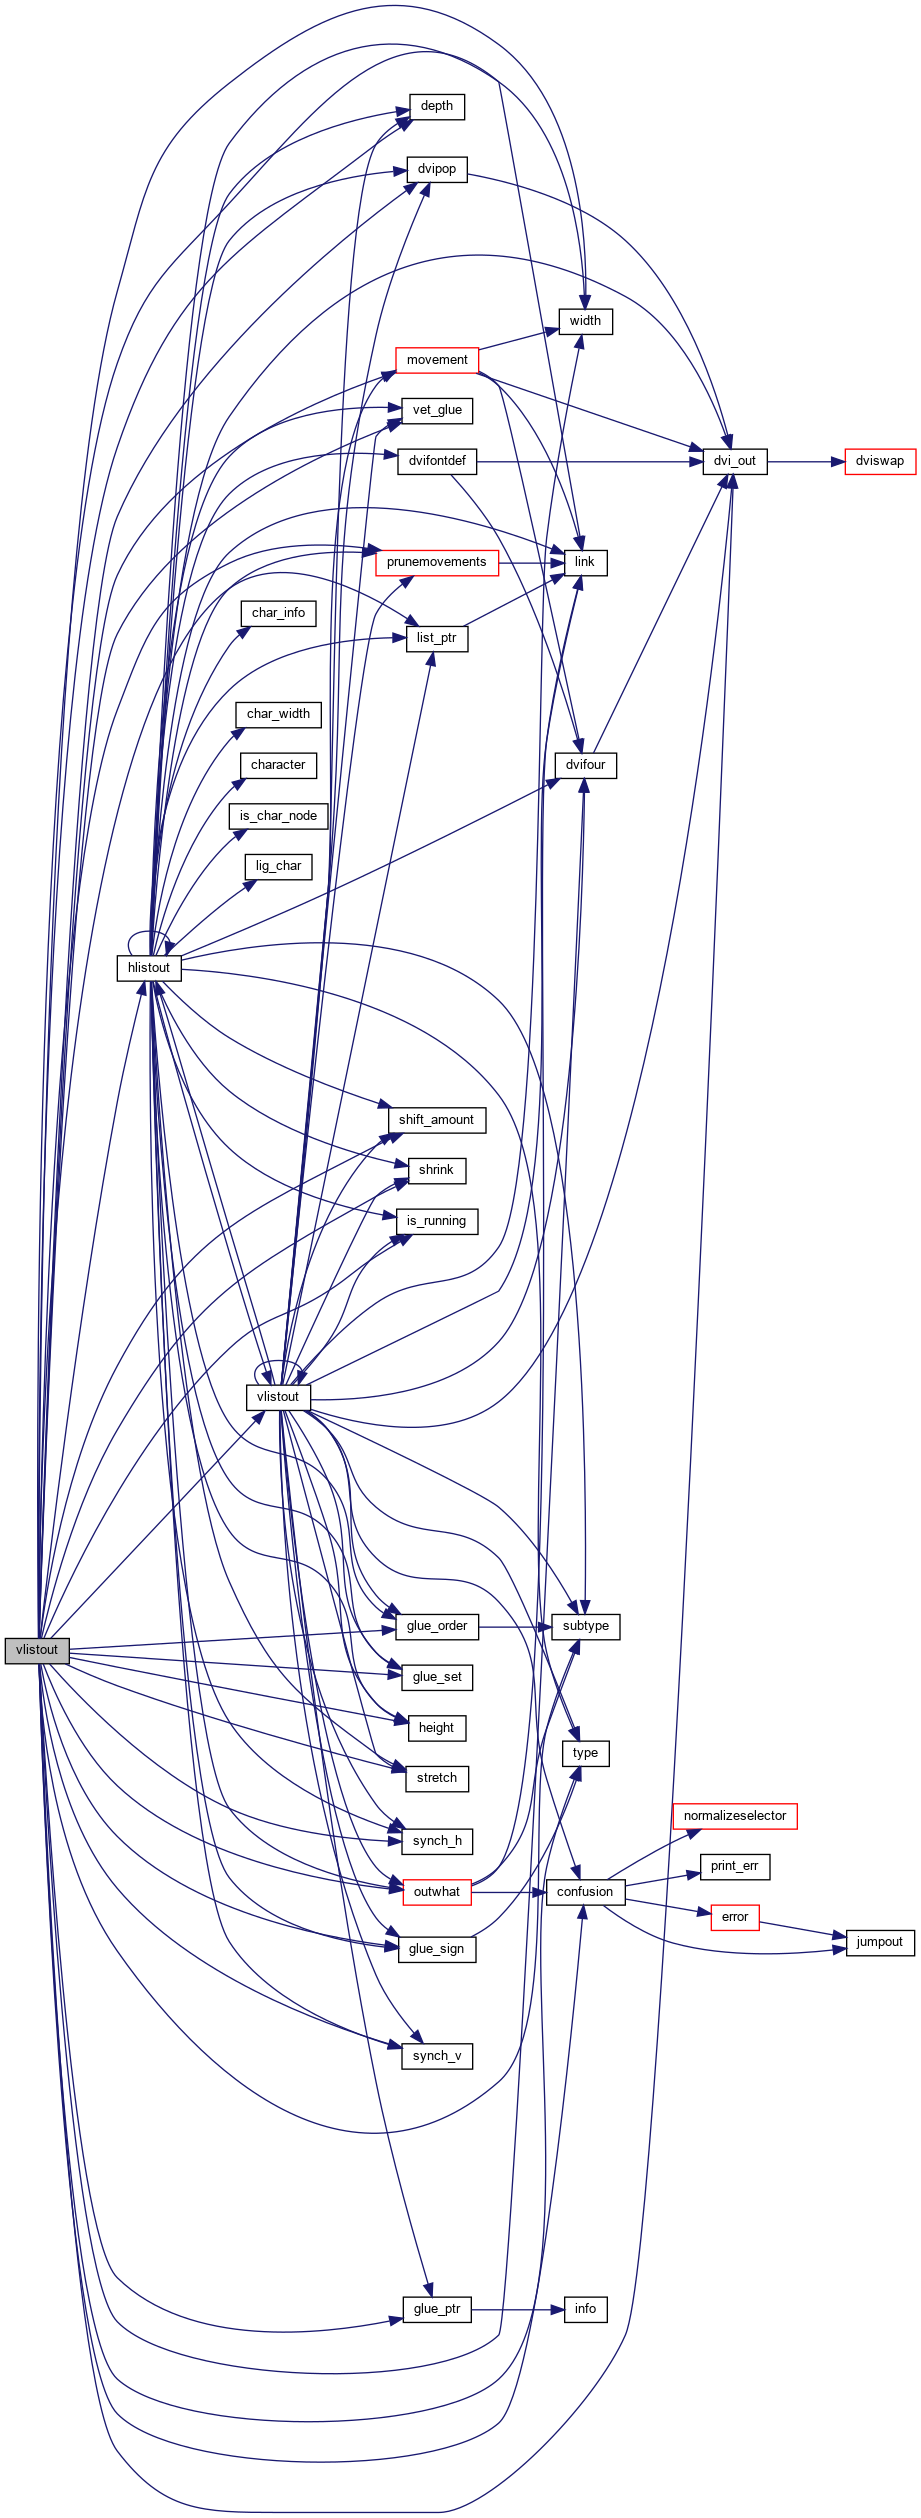 depth
dvipop
width
movement
vet_glue
dvifontdef
dvi_out
dviswap
prunemovements
link
char_info
list_ptr
char_width
character
dvifour
is_char_node
lig_char
hlistout
shift_amount
shrink
is_running
vlistout
glue_order
subtype
vlistout
glue_set
height
type
stretch
normalizeselector
synch_h
print_err
outwhat
confusion
error
glue_sign
jumpout
synch_v
glue_ptr
info